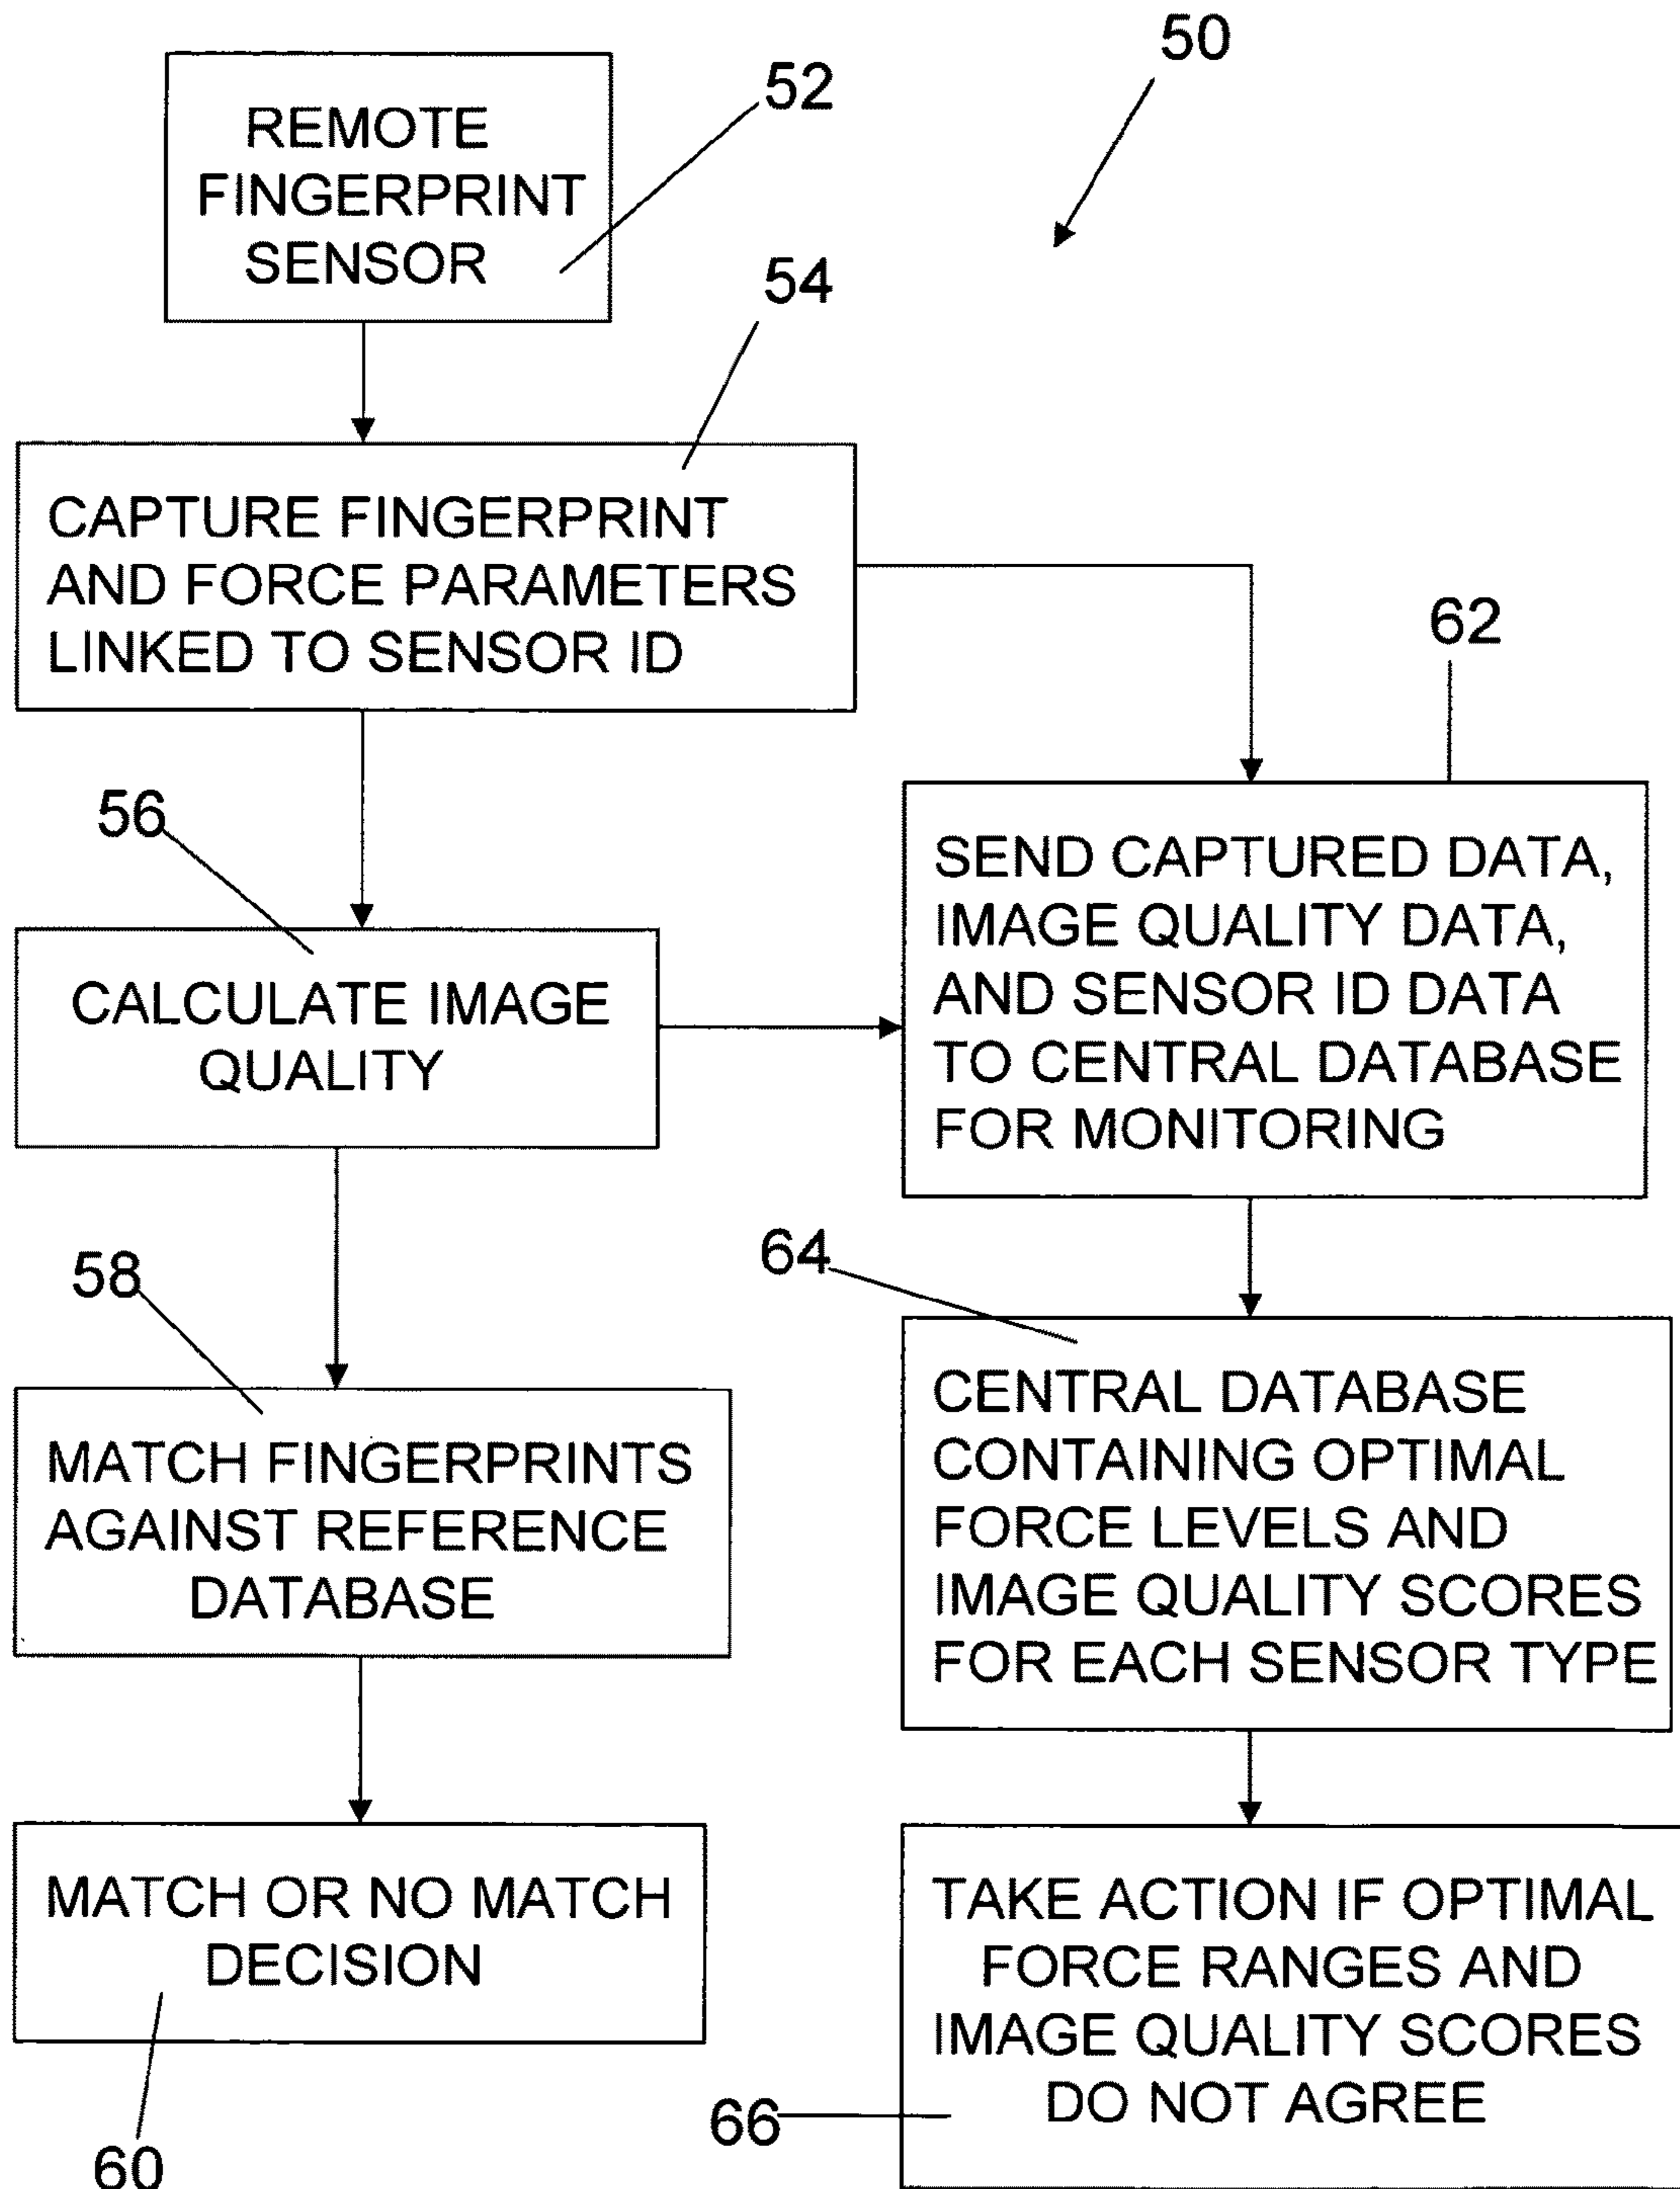 50
52
REMOTE
FINGERPRINT
SENSOR
54
CAPTURE FINGERPRINT
AND FORCE PARAMETERS
LINKED TO SENSOR ID
62
56
CALCULATE IMAGE
QUALITY
SEND CAPTURED DATA,
IMAGE QUALITY DATA,
AND SENSOR ID DATA
TO CENTRAL DATABASE
FOR MONITORING
58
MATCH FINGERPRINTS
AGAINST REFERENCE
DATABASE
64
CENTRAL DATABASE
CONTAINING OPTIMAL
FORCE LEVELS AND
IMAGE QUALITY SCORES
FOR EACH SENSOR TYPE
MATCH OR NO MATCH
DECISION
60
TAKE ACTION IF OPTIMAL
FORCE RANGES AND
IMAGE QUALITY SCORES
DO NOT AGREE
66